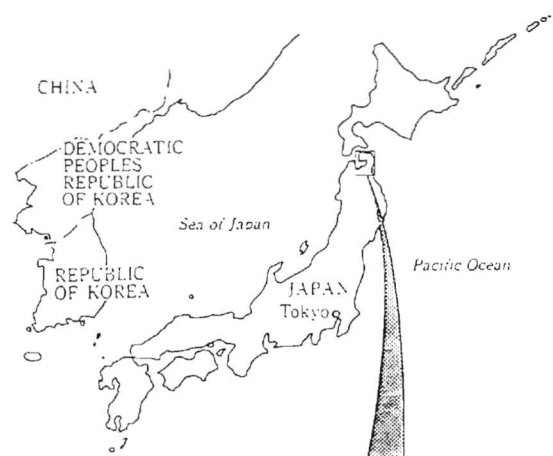 CHINA
DEMOCRATIC
PEOPLES
REPUBLIC
OF KOREA
Sea of Japan
Pacific Ocean
REPUBLIC
OF KOREA
JAPAN
Tokyo